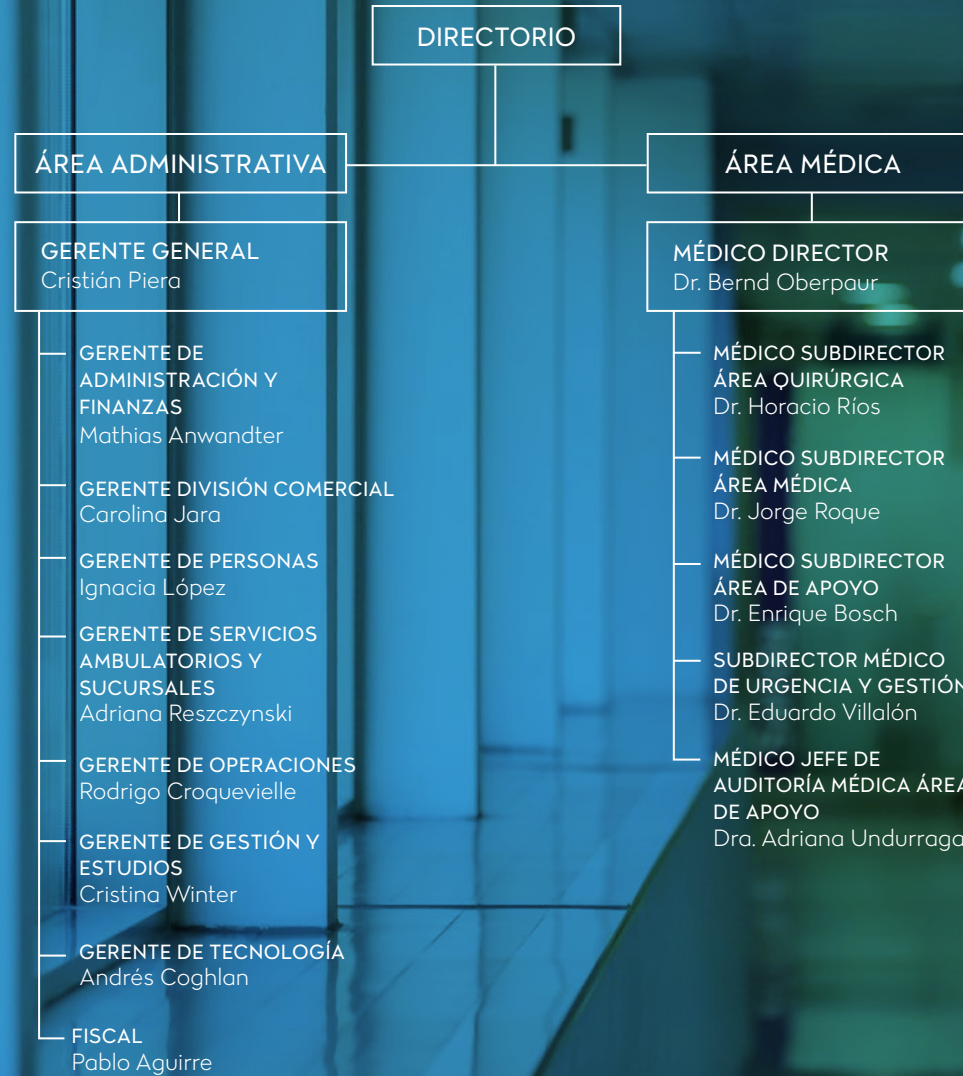 DIRECTORIO
ÁREA ADMINISTRATIVA
GERENTE GENERAL
Cristián Piera
GERENTE DE
ADMINISTRACIÓN Y
FINANZAS
Mathias Anwandter
GERENTE DIVISIÓN COMERCIAL
Carolina Jara
GERENTE DE PERSONAS
Ignacia López
GERENTE DE SERVICIOS
AMBULATORIOS Y
SUCURSALES
Adriana Reszczynski
GERENTE DE OPERACIONES
Rodrigo Croquevielle
GERENTE DE GESTIÓN Y
ESTUDIOS
Cristina Winter
GERENTE DE TECNOLOGÍA
Andrés Coghlan
FISCAL
Pablo Aguirre
ÁREA MÉDICA
MÉDICO DIRECTOR
Dr. Bernd Oberpaur
MÉDICO SUBDIRECTOR
ÁREA QUIRÚRGICA
Dr. Horacio Ríos
MÉDICO SUBDIRECTOR
ÁREA MÉDICA
Dr. Jorge Roque
MÉDICO SUBDIRECTOR
ÁREA DE APOYO
Dr. Enrique Bosch
SUBDIRECTOR MÉDICO
DE URGENCIA Y GESTIÓN
Dr. Eduardo Villalón
MÉDICO JEFE DE
AUDITORÍA MÉDICA ÁREA
DE APOYO
Dra. Adriana Undurraga